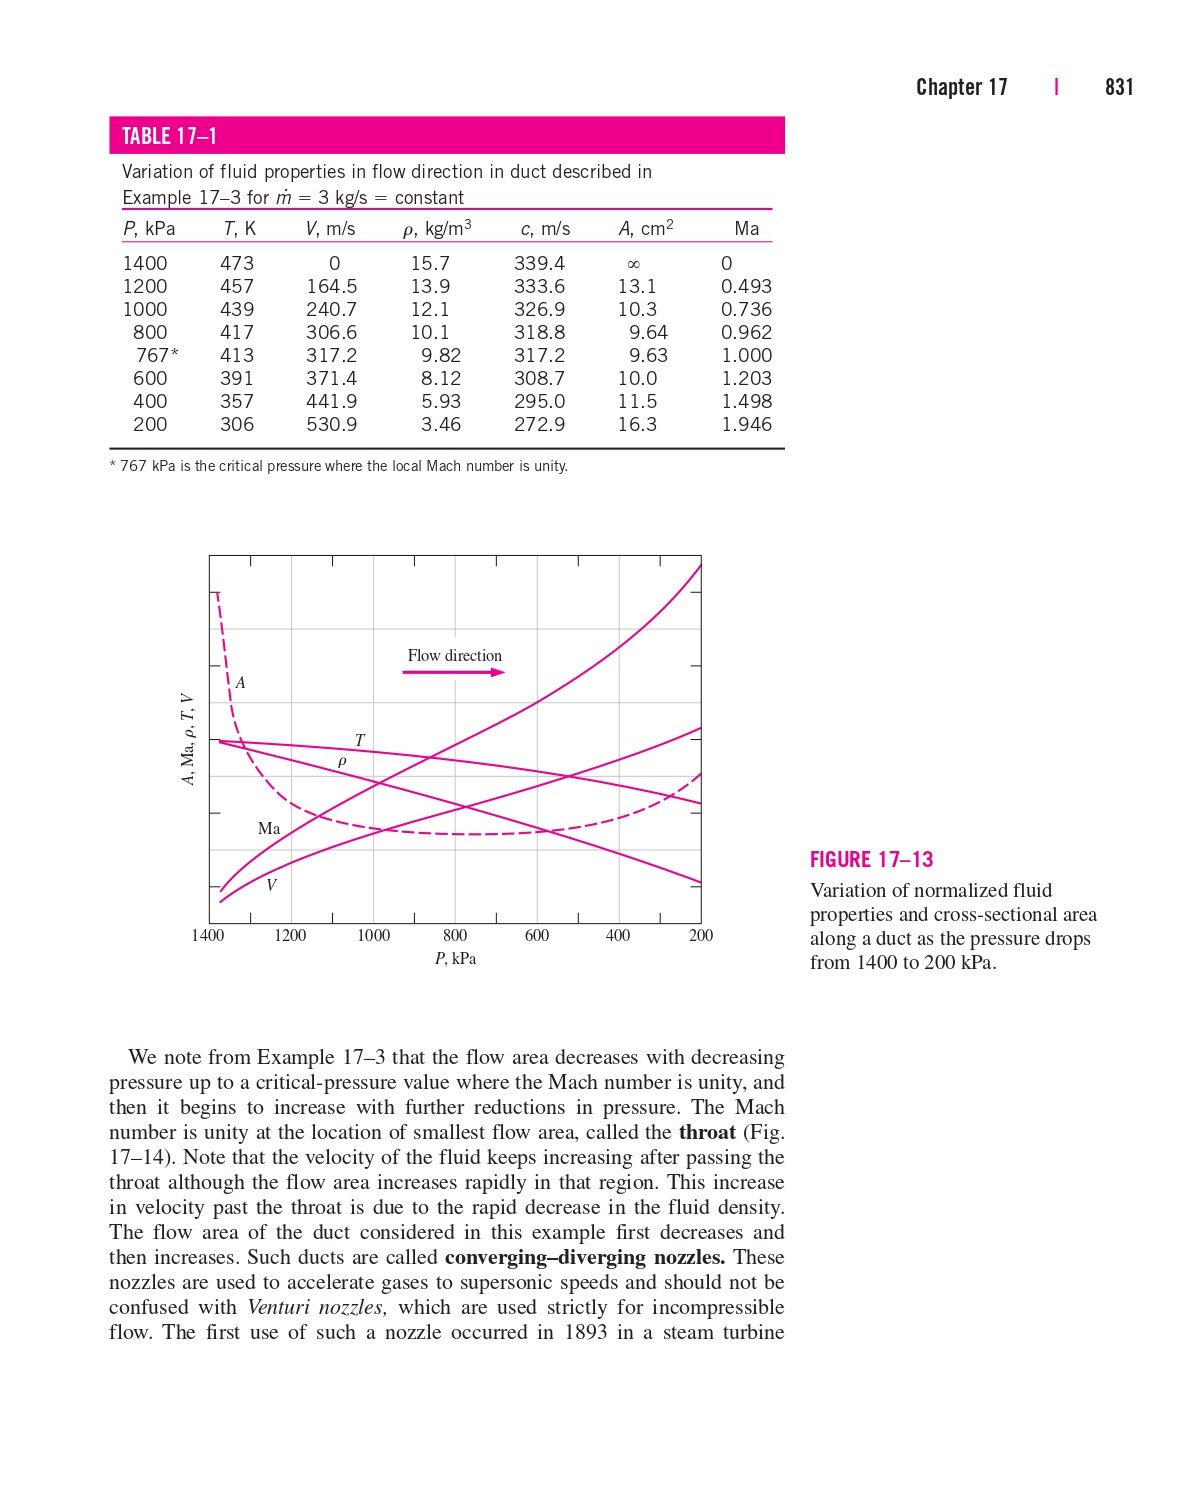 Chapter 17 | 831
TABLE 17–1
Variation of fluid properties in flow direction in duct described in
Example 17–3 for ṁ = 3 kg/s = constant
P, kPa T, K V, m/s ρ, kg/m³ c, m/s A, cm² Ma
1400 473 0 15.7 339.4 ∞ 0
1200 457 164.5 13.9 333.6 13.1 0.493
1000 439 240.7 12.1 326.9 10.3 0.736
800 417 306.6 10.1 318.8 9.64 0.962
767* 413 317.2 9.82 317.2 9.63 1.000
600 391 371.4 8.12 308.7 10.0 1.203
400 357 441.9 5.93 295.0 11.5 1.498
200 306 530.9 3.46 272.9 16.3 1.946
* 767 kPa is the critical pressure where the local Mach number is unity.
Flow direction
A
T
ρ
Ma
V
A, Ma, ρ, T, V
1400 1200 1000 800 600 400 200
P, kPa
FIGURE 17–13
Variation of normalized fluid
properties and cross-sectional area
along a duct as the pressure drops
from 1400 to 200 kPa.
We note from Example 17–3 that the flow area decreases with decreasing
pressure up to a critical-pressure value where the Mach number is unity, and
then it begins to increase with further reductions in pressure. The Mach
number is unity at the location of smallest flow area, called the throat (Fig.
17–14). Note that the velocity of the fluid keeps increasing after passing the
throat although the flow area increases rapidly in that region. This increase
in velocity past the throat is due to the rapid decrease in the fluid density.
The flow area of the duct considered in this example first decreases and
then increases. Such ducts are called converging–diverging nozzles. These
nozzles are used to accelerate gases to supersonic speeds and should not be
confused with Venturi nozzles, which are used strictly for incompressible
flow. The first use of such a nozzle occurred in 1893 in a steam turbine